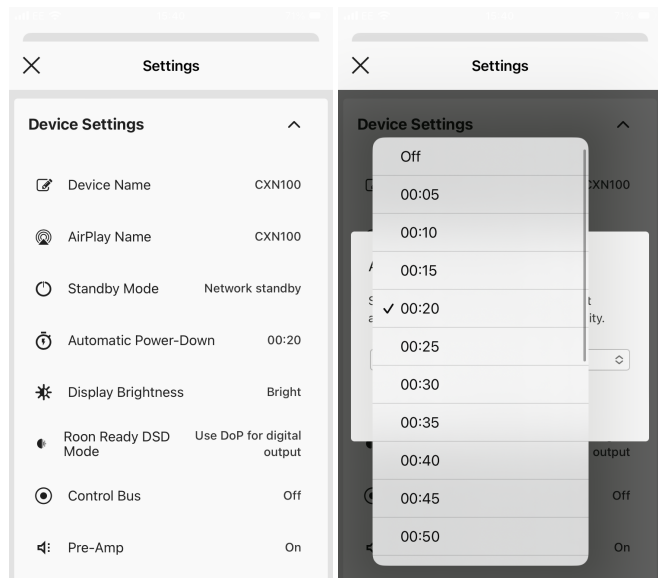 Settings
Device Settings
Device Name
CXN100
AirPlay Name
CXN100
Standby Mode
Network standby
Automatic Power-Down
00:20
Display Brightness
Bright
Roon Ready DSD
Mode
Use DoP for digital
output
Control Bus
Off
Pre-Amp
On
Settings
Device Settings
Off
00:05
00:10
00:15
00:20
00:25
00:30
00:35
00:40
00:45
00:50
CXN100
ity.
output
Off
On